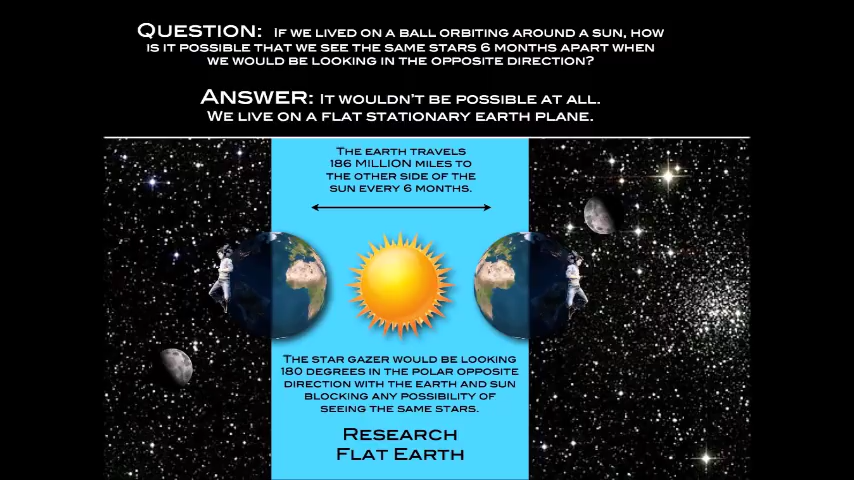 QUESTION: IF WE LIVED ON A BALL ORBITING AROUND A SUN, HOW
IS IT POSSIBLE THAT WE SEE THE SAME STARS 6 MONTHS APART WHEN
WE WOULD BE LOOKING IN THE OPPOSITE DIRECTION?
ANSWER: IT WOULDN'T BE POSSIBLE AT ALL.
WE LIVE ON A FLAT STATIONARY EARTH PLANE.
THE EARTH TRAVELS
186 MILLION MILES TO
THE OTHER SIDE OF THE
SUN EVERY 6 MONTHS.
THE STAR GAZER WOULD BE LOOKING
180 DEGREES IN THE POLAR OPPOSITE
DIRECTION WITH THE EARTH AND SUN
BLOCKING ANY POSSIBILITY OF
SEEING THE SAME STARS.
RESEARCH
FLAT EARTH